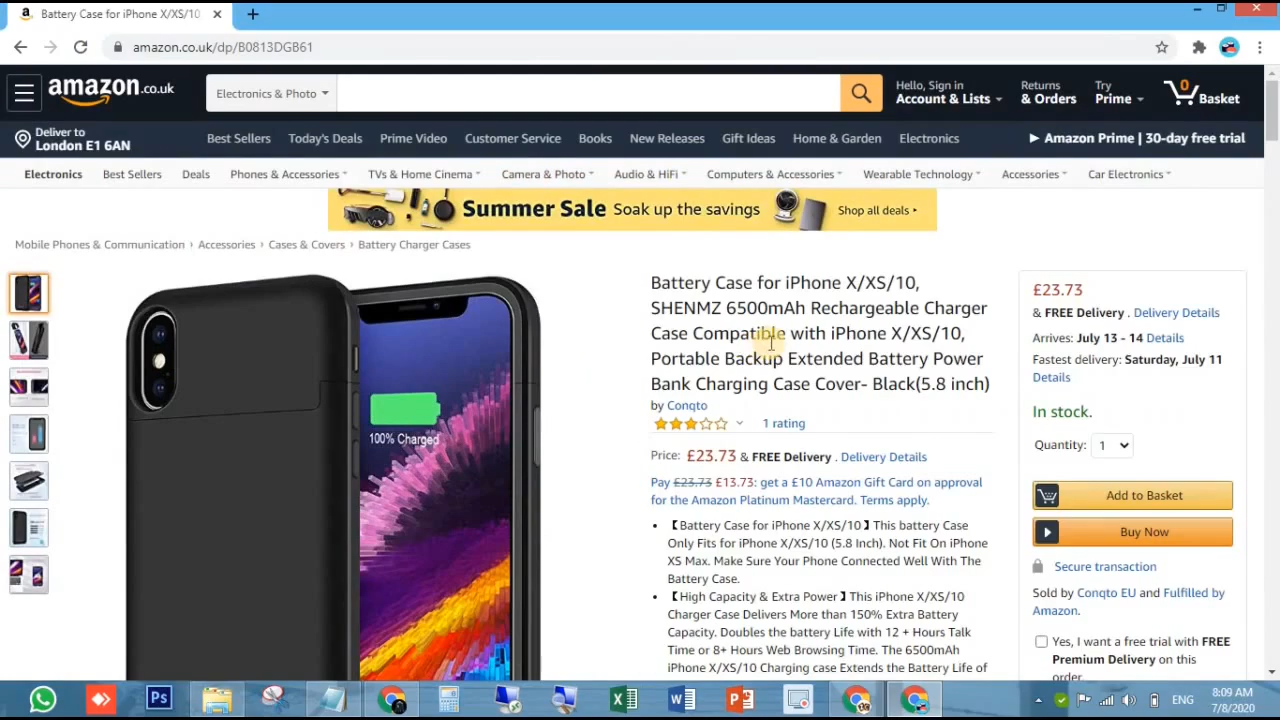 Battery Case for iPhone X/XS/10
amazon.co.uk/dp/B0813DGB61
amazon.co.uk
Electronics & Photo
Hello, Sign in
Account & Lists
Returns
& Orders
Try
Prime
0
Basket
Deliver to
London E1 6AN
Best Sellers
Today's Deals
Prime Video
Customer Service
Books
New Releases
Gift Ideas
Home & Garden
Electronics
Amazon Prime | 30-day free trial
Electronics
Best Sellers
Deals
Phones & Accessories
TVs & Home Cinema
Camera & Photo
Audio & HiFi
Computers & Accessories
Wearable Technology
Accessories
Car Electronics
Summer Sale Soak up the savings
Shop all deals
Mobile Phones & Communication › Accessories › Cases & Covers › Battery Charger Cases
100% Charged
Battery Case for iPhone X/XS/10,
SHENMZ 6500mAh Rechargeable Charger
Case Compatible with iPhone X/XS/10,
Portable Backup Extended Battery Power
Bank Charging Case Cover- Black(5.8 inch)
by Conqto
1 rating
Price: £23.73 & FREE Delivery . Delivery Details
Pay £23.73 £13.73: get a £10 Amazon Gift Card on approval
for the Amazon Platinum Mastercard. Terms apply.
• 【Battery Case for iPhone X/XS/10】This battery Case
Only Fits for iPhone X/XS/10 (5.8 Inch). Not Fit On iPhone
XS Max. Make Sure Your Phone Connected Well With The
Battery Case.
• 【High Capacity & Extra Power】This iPhone X/XS/10
Charger Case Delivers More than 150% Extra Battery
Capacity. Doubles the battery Life with 12 + Hours Talk
Time or 8+ Hours Web Browsing Time. The 6500mAh
iPhone X/XS/10 Charging case Extends the Battery Life of
£23.73
& FREE Delivery . Delivery Details
Arrives: July 13 - 14 Details
Fastest delivery: Saturday, July 11
Details
In stock.
Quantity: 1
Add to Basket
Buy Now
Secure transaction
Sold by Conqto EU and Fulfilled by
Amazon.
Yes, I want a free trial with FREE
Premium Delivery on this
order.
ENG
8:09 AM
7/8/2020